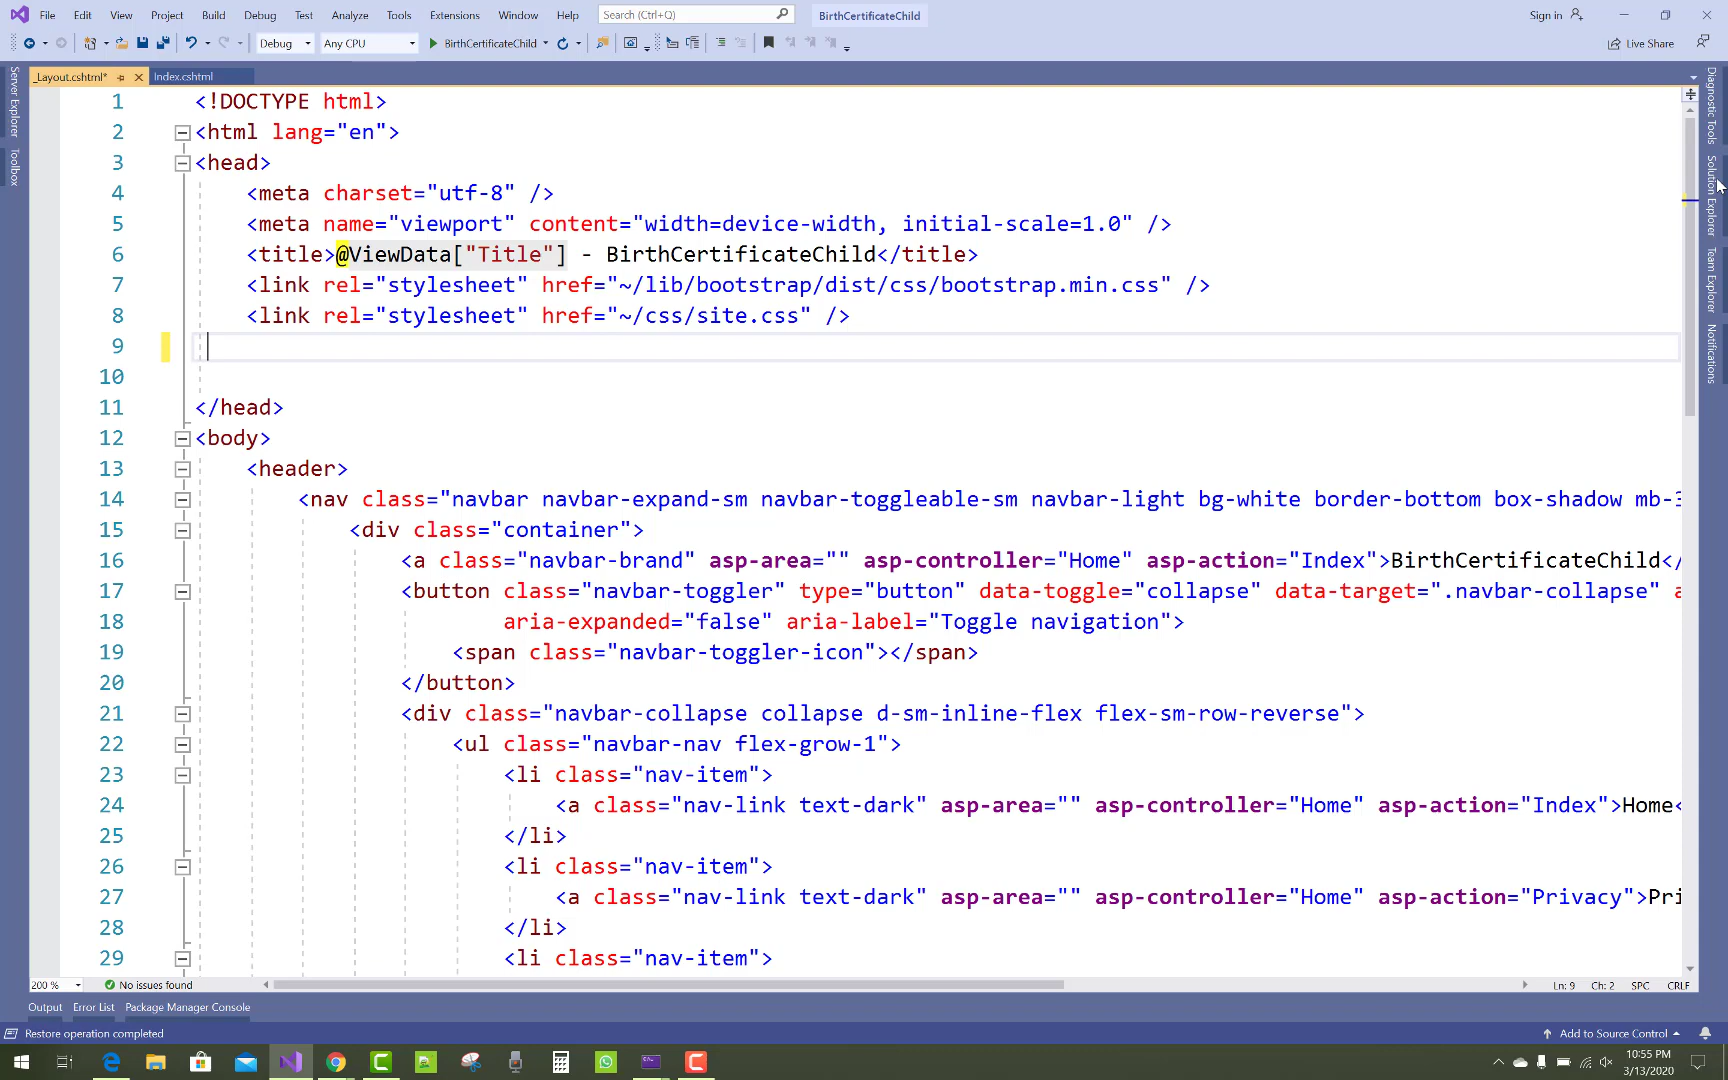 File Edit View Project Build Debug Test Analyze Tools Extensions Window Help Search (Ctrl+Q) BirthCertificateChild Sign in
Debug Any CPU BirthCertificateChild Live Share
_Layout.cshtml* Index.cshtml
Server Explorer
Toolbox
Diagnostic Tools
Solution Explorer
Team Explorer
Notifications
1 <!DOCTYPE html>
2 <html lang="en">
3 <head>
4 <meta charset="utf-8" />
5 <meta name="viewport" content="width=device-width, initial-scale=1.0" />
6 <title>@ViewData["Title"] - BirthCertificateChild</title>
7 <link rel="stylesheet" href="~/lib/bootstrap/dist/css/bootstrap.min.css" />
8 <link rel="stylesheet" href="~/css/site.css" />
9
10
11 </head>
12 <body>
13 <header>
14 <nav class="navbar navbar-expand-sm navbar-toggleable-sm navbar-light bg-white border-bottom box-shadow mb-3
15 <div class="container">
16 <a class="navbar-brand" asp-area="" asp-controller="Home" asp-action="Index">BirthCertificateChild</
17 <button class="navbar-toggler" type="button" data-toggle="collapse" data-target=".navbar-collapse" a
18 aria-expanded="false" aria-label="Toggle navigation">
19 <span class="navbar-toggler-icon"></span>
20 </button>
21 <div class="navbar-collapse collapse d-sm-inline-flex flex-sm-row-reverse">
22 <ul class="navbar-nav flex-grow-1">
23 <li class="nav-item">
24 <a class="nav-link text-dark" asp-area="" asp-controller="Home" asp-action="Index">Home<
25 </li>
26 <li class="nav-item">
27 <a class="nav-link text-dark" asp-area="" asp-controller="Home" asp-action="Privacy">Pri
28 </li>
29 <li class="nav-item">
200 % No issues found Ln: 9 Ch: 2 SPC CRLF
Output Error List Package Manager Console
Restore operation completed Add to Source Control
10:55 PM
3/13/2020